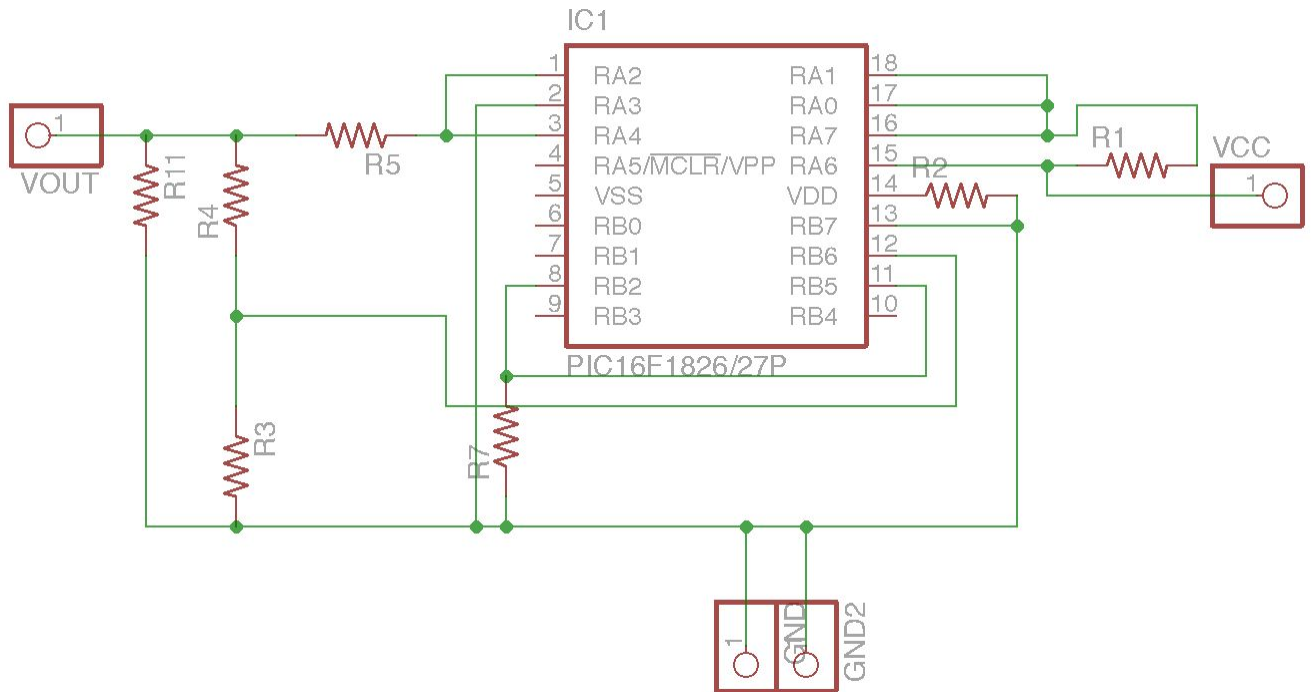 IC1
1 RA2 RA1 18
2 RA3 RA0 17
3 RA4 RA7 16
4 RA5/MCLR/VPP RA6 15
5 VSS VDD 14
6 RB0 RB7 13
7 RB1 RB6 12
8 RB2 RB5 11
9 RB3 RB4 10
PIC16F1826/27P
1
VOUT
R11
R4
R5
R3
R7
R2
R1
VCC
1
1
GND
1
GND2